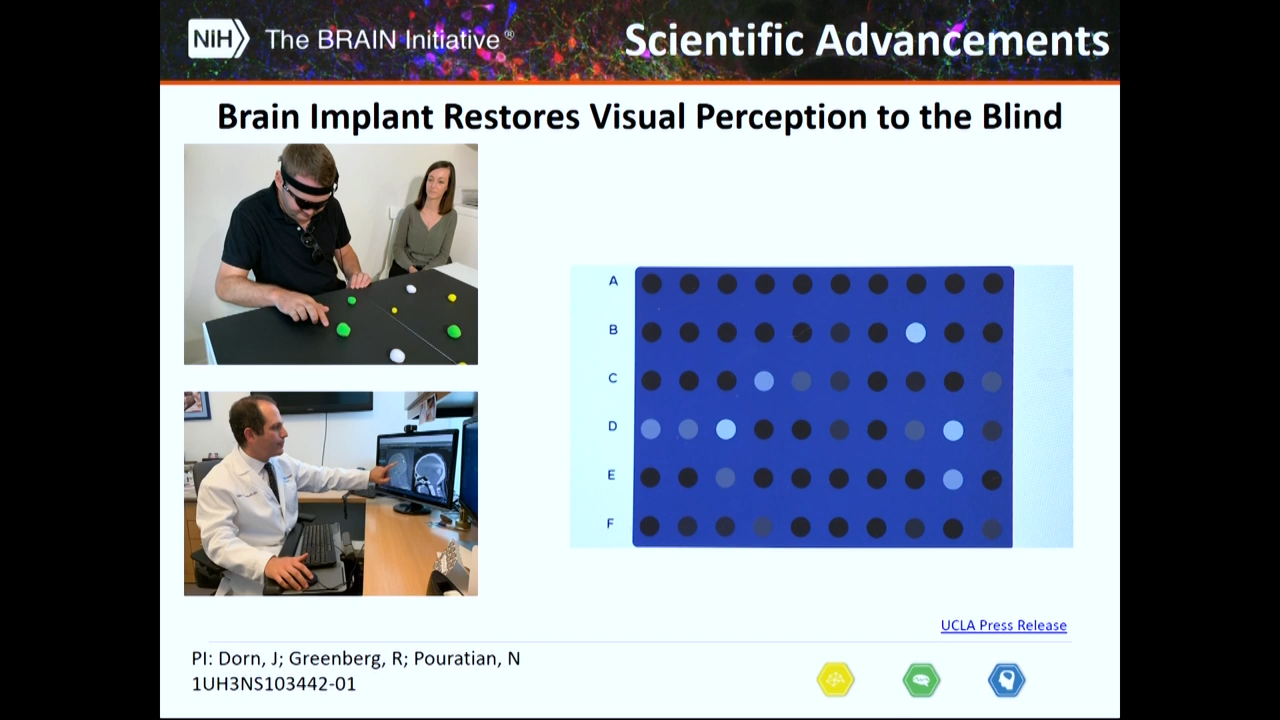 NIH
The BRAIN Initiative®
Scientific Advancements
Brain Implant Restores Visual Perception to the Blind
A
B
C
D
E
F
UCLA Press Release
PI: Dorn, J; Greenberg, R; Pouratian, N
1UH3NS103442-01